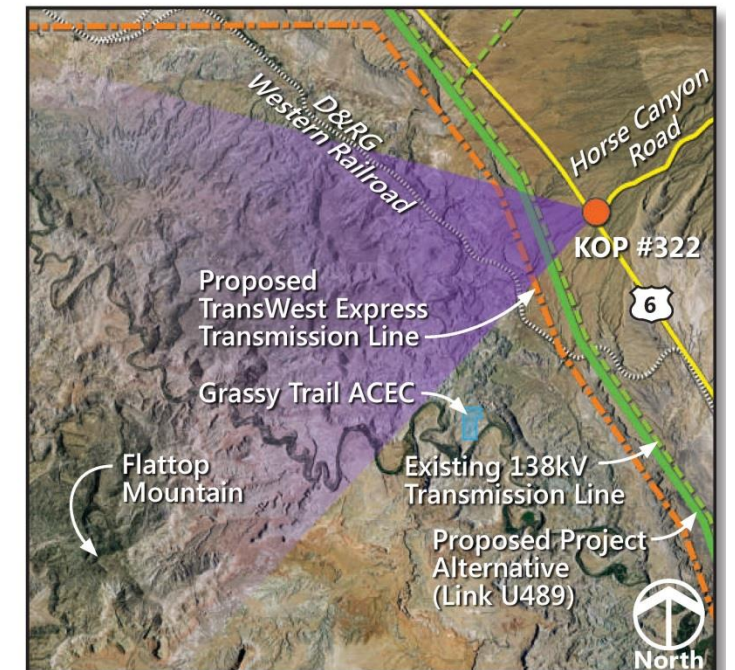 D&RG
Western Railroad
Horse Canyon
Road
KOP #322
6
Proposed
TransWest Express
Transmission Line
Grassy Trail ACEC
Flattop
Mountain
Existing 138kV
Transmission Line
Proposed Project
Alternative
(Link U489)
North